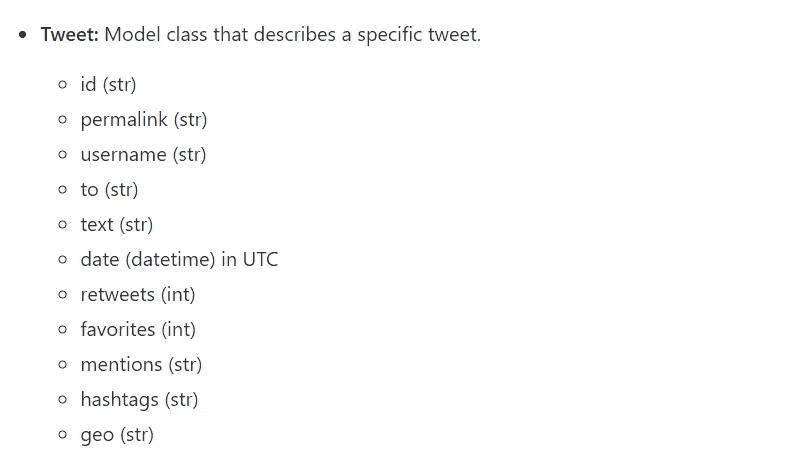 Tweet: Model class that describes a specific tweet.
id (str)
permalink (str)
username (str)
to (str)
text (str)
date (datetime) in UTC
retweets (int)
favorites (int)
mentions (str)
hashtags (str)
geo (str)